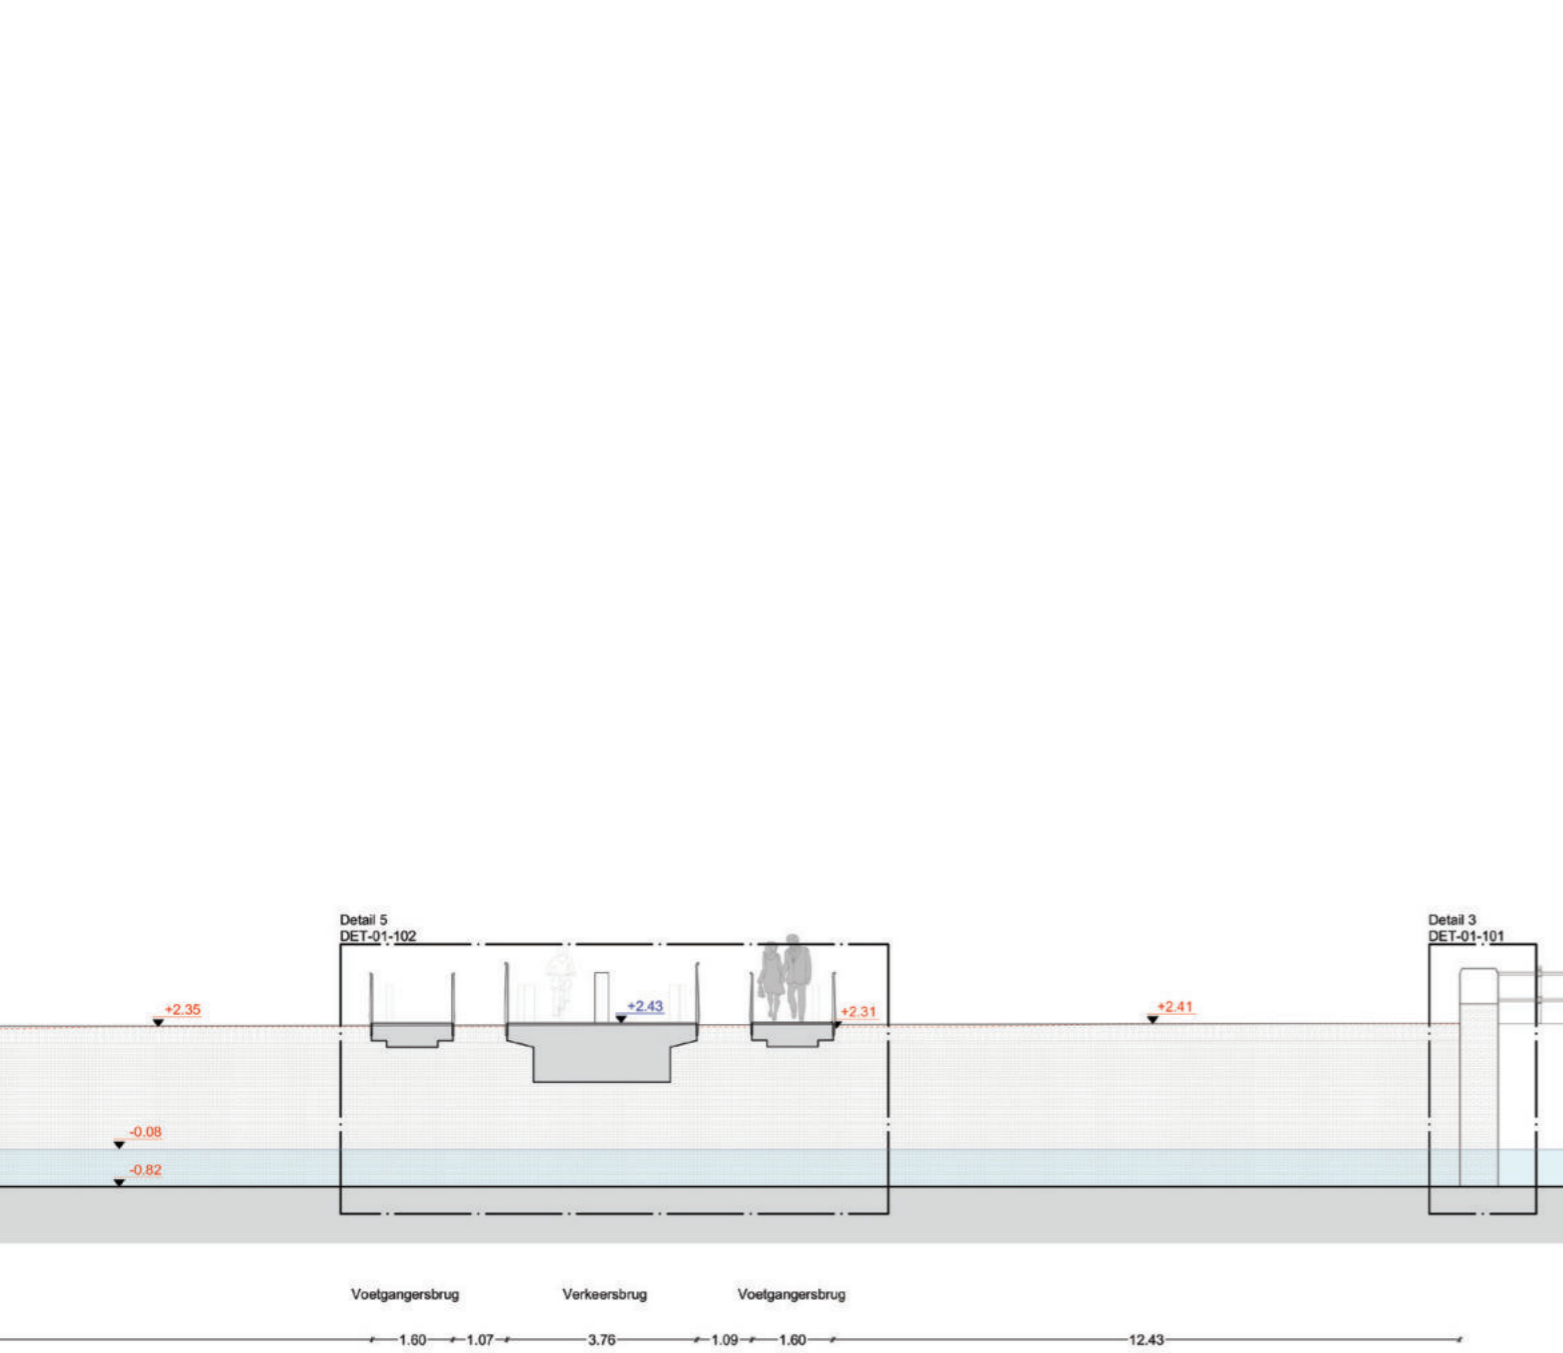 Detail 5
DET-01-102
Detail 3
DET-01-101
+2.35
+2.43
+2.31
+2.41
-0.08
-0.82
Voetgangersbrug
Verkeersbrug
Voetgangersbrug
1.60
1.07
3.76
1.09
1.60
12.43